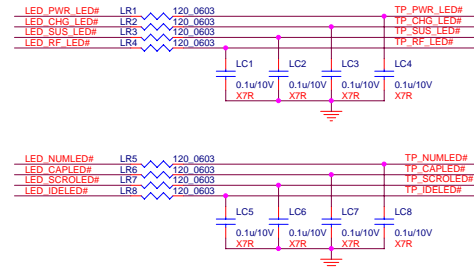 LED_PWR_LED# LR1 120_0603 TP_PWR_LED#
LED_CHG_LED# LR2 120_0603 TP_CHG_LED#
LED_SUS_LED# LR3 120_0603 TP_SUS_LED#
LED_RF_LED# LR4 120_0603 TP_RF_LED#
LC1 LC2 LC3 LC4
0.1u/10V 0.1u/10V 0.1u/10V 0.1u/10V
X7R X7R X7R X7R
LED_NUMLED# LR5 120_0603 TP_NUMLED#
LED_CAPLED# LR6 120_0603 TP_CAPLED#
LED_SCROLED# LR7 120_0603 TP_SCROLED#
LED_IDELED# LR8 120_0603 TP_IDELED#
LC5 LC6 LC7 LC8
0.1u/10V 0.1u/10V 0.1u/10V 0.1u/10V
X7R X7R X7R X7R